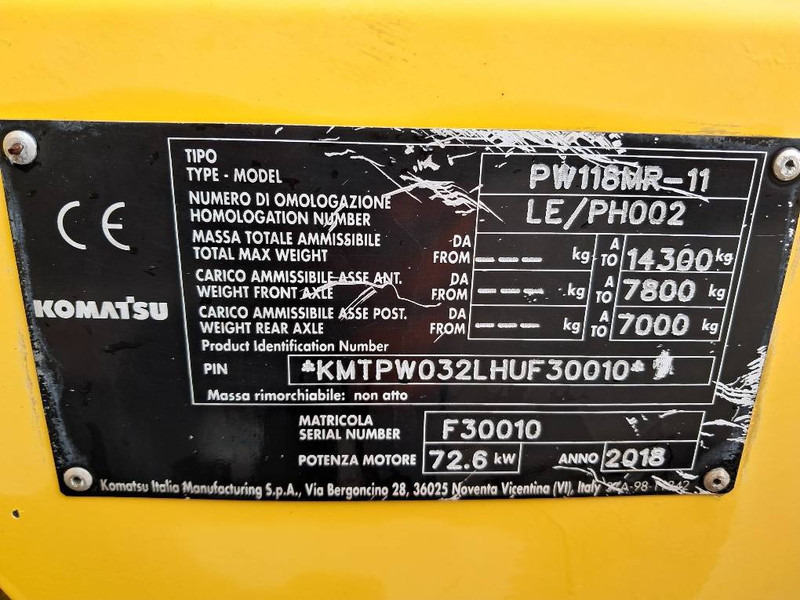 TIPO
TYPE - MODEL PW118MR-11
NUMERO DI OMOLOGAZIONE
HOMOLOGATION NUMBER LE/PH002
MASSA TOTALE AMMISSIBILE DA A
TOTAL MAX WEIGHT FROM --- kg TO 14300 kg
CARICO AMMISSIBILE ASSE ANT. DA A
WEIGHT FRONT AXLE FROM --- kg TO 7800 kg
CARICO AMMISSIBILE ASSE POST. DA A
WEIGHT REAR AXLE FROM --- kg TO 7000 kg
Product Identification Number
PIN *KMTPW032LHUF30010*
Massa rimorchiabile: non atto
MATRICOLA
SERIAL NUMBER F30010
POTENZA MOTORE 72.6 kW ANNO 2018
CE
KOMATSU
Komatsu Italia Manufacturing S.p.A., Via Bergoncino 28, 36025 Noventa Vicentina (VI), Italy